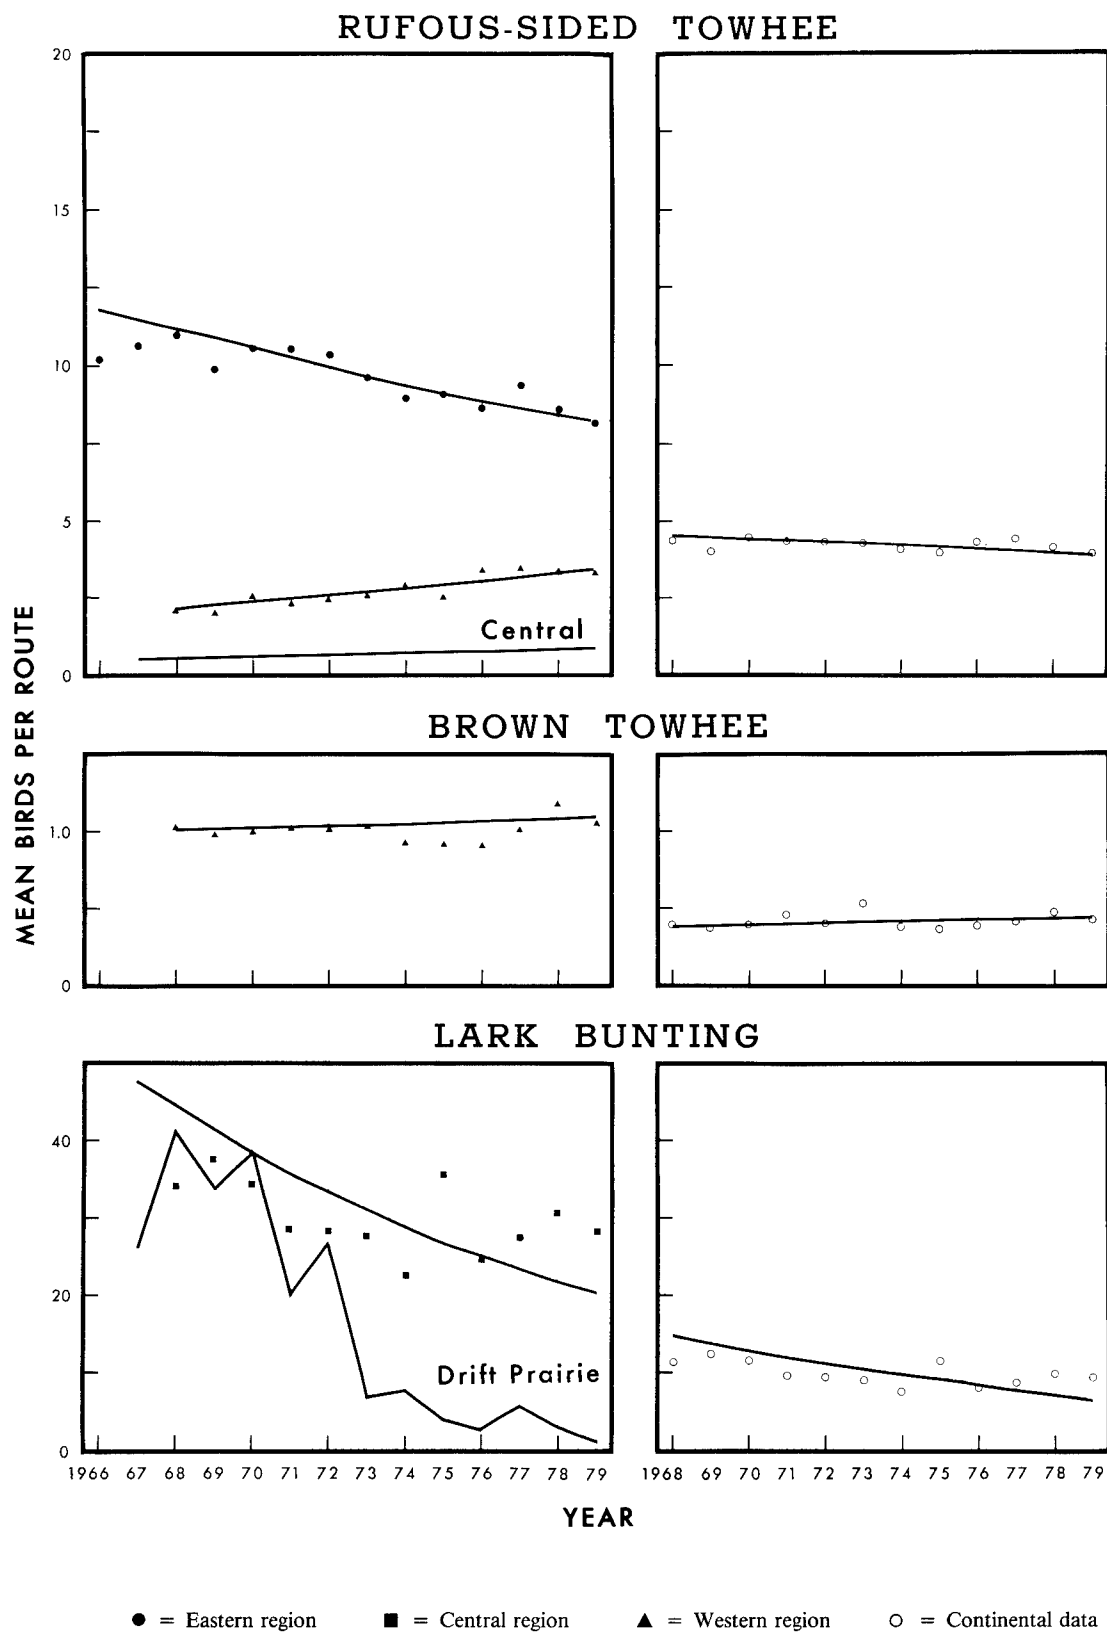 RUFOUS-SIDED TOWHEE
20
15
10
5
0
Central
MEAN BIRDS PER ROUTE
BROWN TOWHEE
1.0
0
LARK BUNTING
40
20
0
Drift Prairie
1966 67 68 69 70 71 72 73 74 75 76 77 78 79
1968 69 70 71 72 73 74 75 76 77 78 79
YEAR
● = Eastern region ■ = Central region ▲ = Western region ○ = Continental data